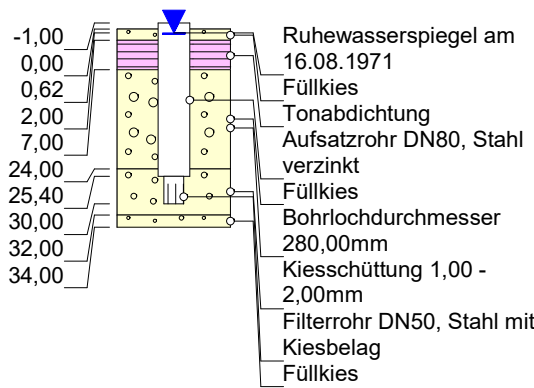 -1,00
0,00
0,62
2,00
7,00
24,00
25,40
30,00
32,00
34,00
Ruhewasserspiegel am
16.08.1971
Füllkies
Tonabdichtung
Aufsatzrohr DN80, Stahl
verzinkt
Füllkies
Bohrlochdurchmesser
280,00mm
Kiesschüttung 1,00 -
2,00mm
Filterrohr DN50, Stahl mit
Kiesbelag
Füllkies